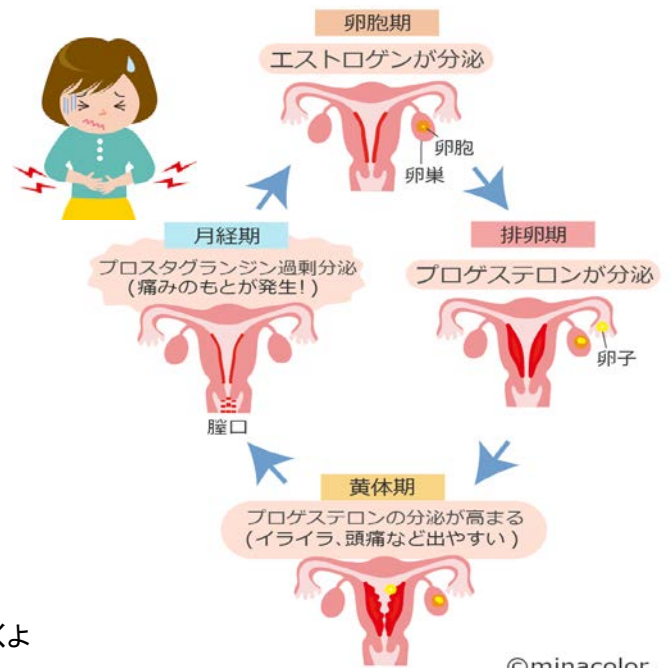 卵胞期
エストロゲンが分泌
卵胞
卵巣
排卵期
プロゲステロンが分泌
卵子
黄体期
プロゲステロンの分泌が高まる
(イライラ、頭痛など出やすい)
月経期
プロスタグランジン過剰分泌
(痛みのもとが発生!)
膣口
くよ
©minacolor